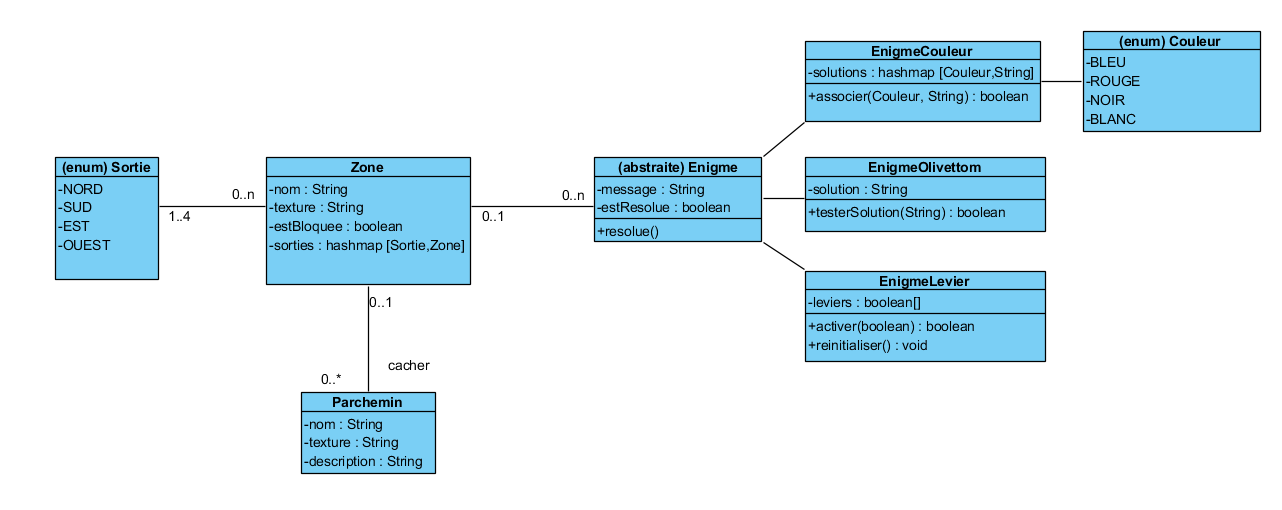 (enum) Sortie
-NORD
-SUD
-EST
-OUEST
1..4
0..n
Zone
-nom : String
-texture : String
-estBloquee : boolean
-sorties : hashmap [Sortie,Zone]
0..1
0..n
(abstraite) Enigme
-message : String
-estResolue : boolean
+resolue()
EnigmeCouleur
-solutions : hashmap [Couleur,String]
+associer(Couleur, String) : boolean
(enum) Couleur
-BLEU
-ROUGE
-NOIR
-BLANC
EnigmeOlivettom
-solution : String
+testerSolution(String) : boolean
EnigmeLevier
-leviers : boolean[]
+activer(boolean) : boolean
+reinitialiser() : void
0..1
cacher
0..*
Parchemin
-nom : String
-texture : String
-description : String